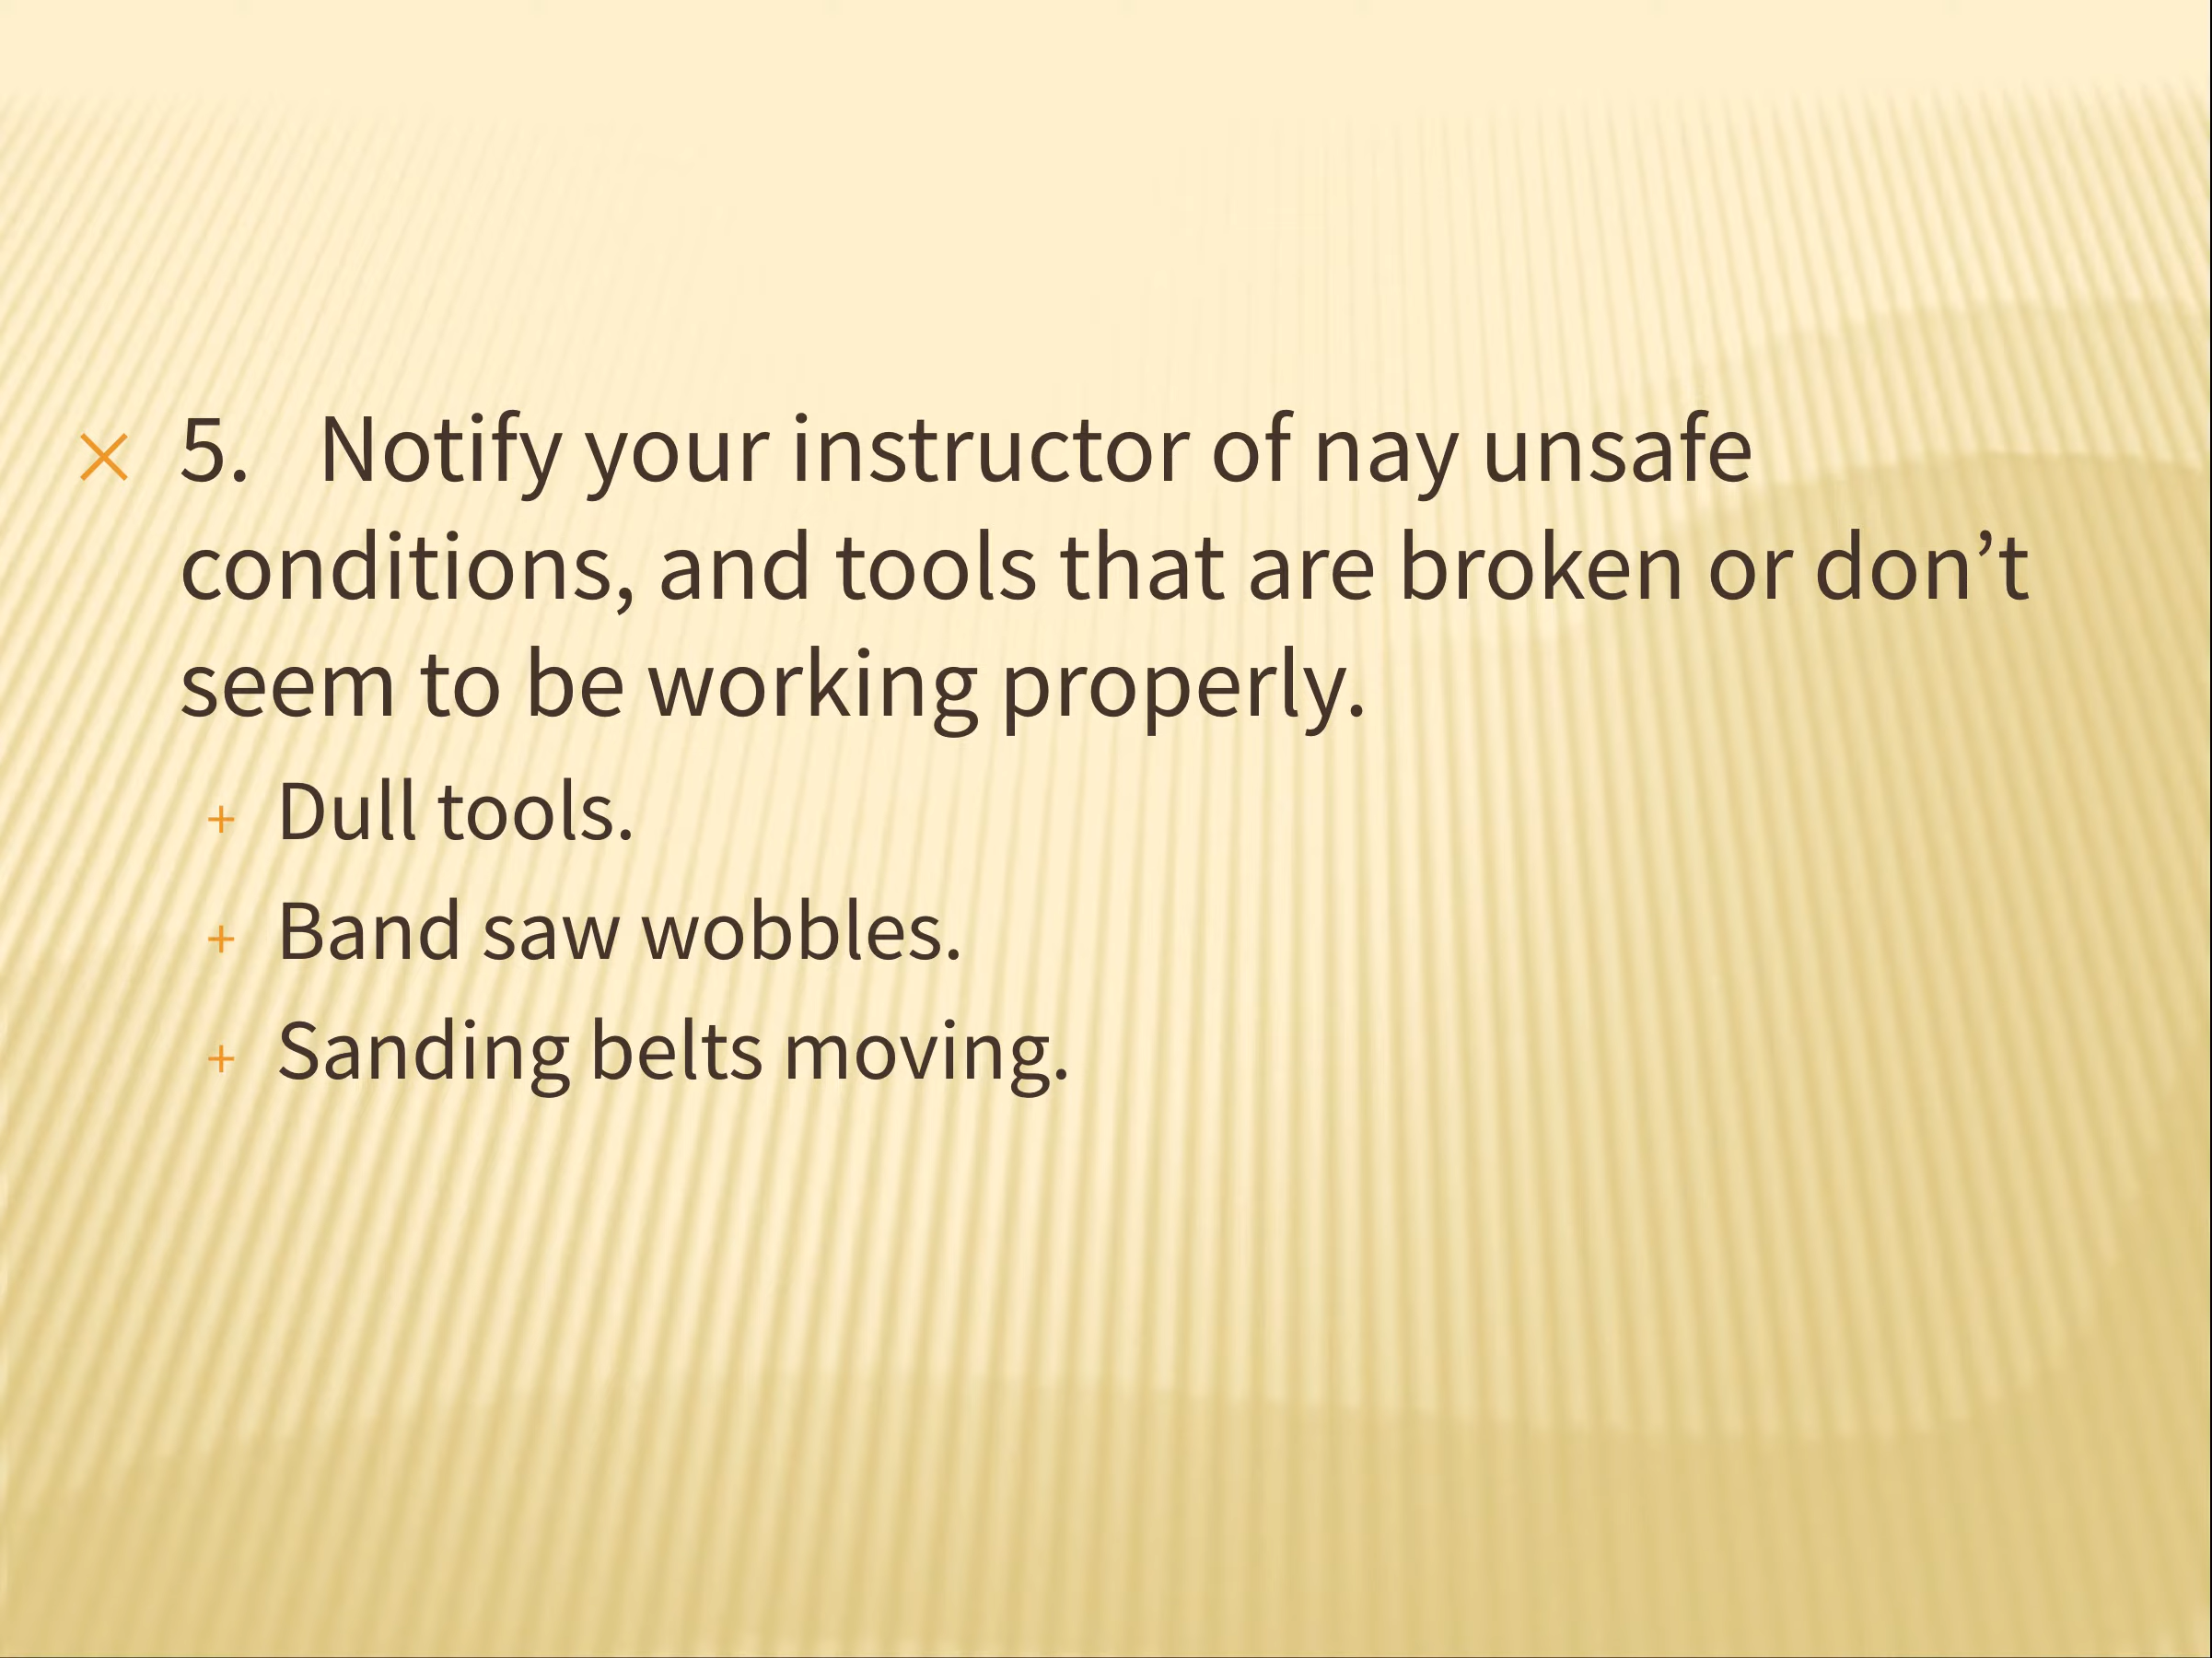 5. Notify your instructor of nay unsafe
conditions, and tools that are broken or don’t
seem to be working properly.
Dull tools.
Band saw wobbles.
Sanding belts moving.